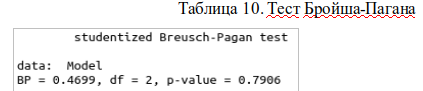 Таблица 10. Тест Бройша-Пагана
studentized Breusch-Pagan test
data: Model
BP = 0.4699, df = 2, p-value = 0.7906